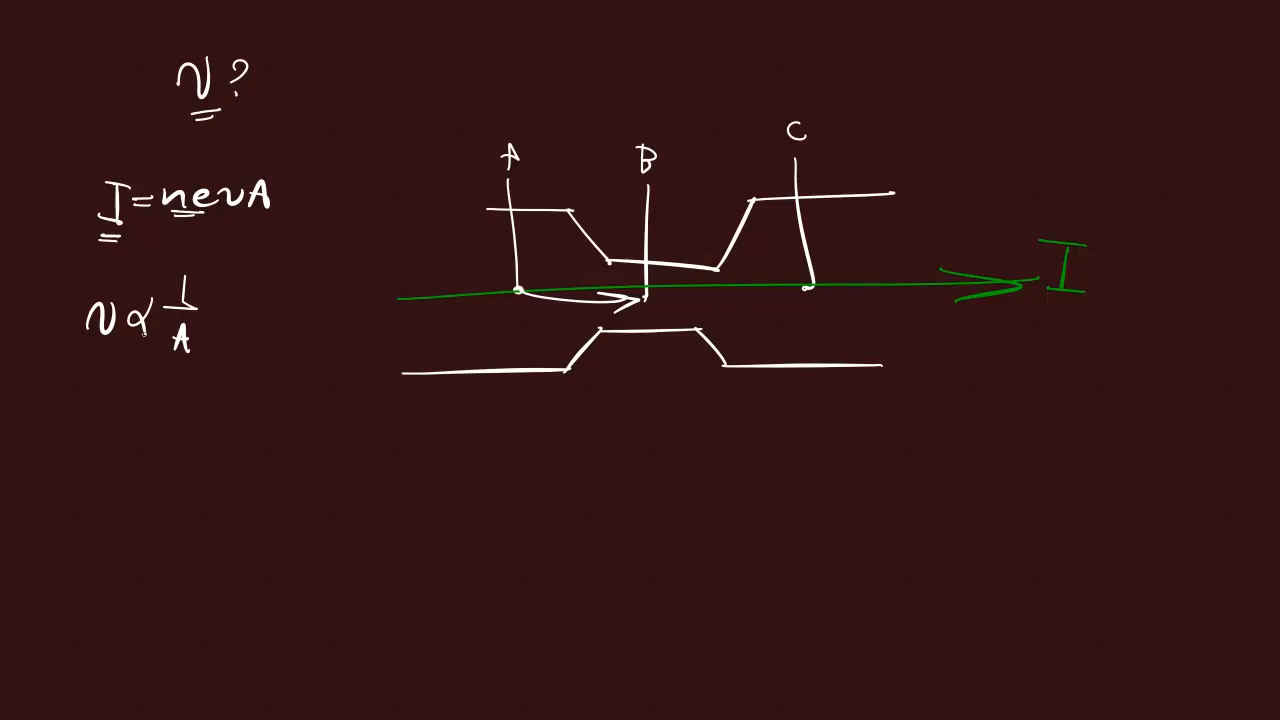 v?
I = nevA
v ∝ 1/A
A
B
C
I